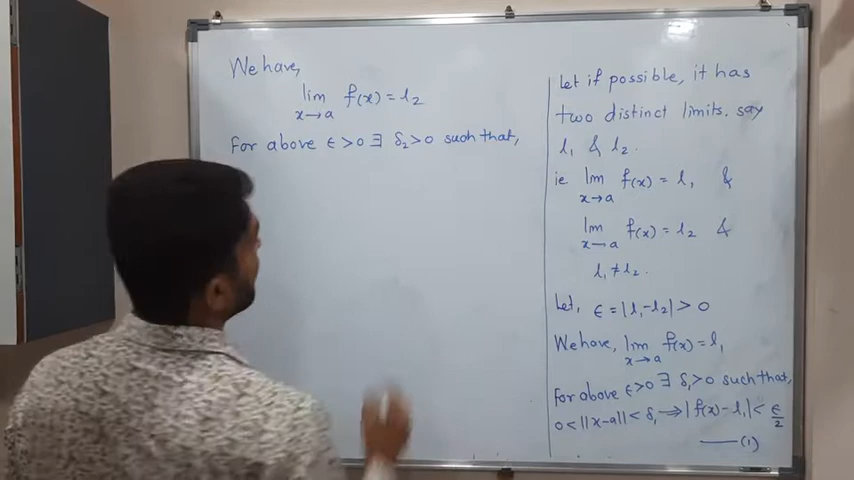 We have,
lim f(x) = l₂
x→a
For above ϵ > 0 ∃ δ₂ > 0 such that,
Let if possible, it has
two distinct limits. say
l₁ & l₂.
ie lim f(x) = l₁ &
x→a
lim f(x) = l₂ &
x→a
l₁ ≠ l₂.
Let, ϵ = |l₁-l₂| > 0
We have, lim f(x) = l₁
x→a
For above ϵ>0 ∃ δ₁>0 such that,
0 < ||x-a|| < δ₁ ⇒ |f(x) - l₁| < ϵ/2
—(1)